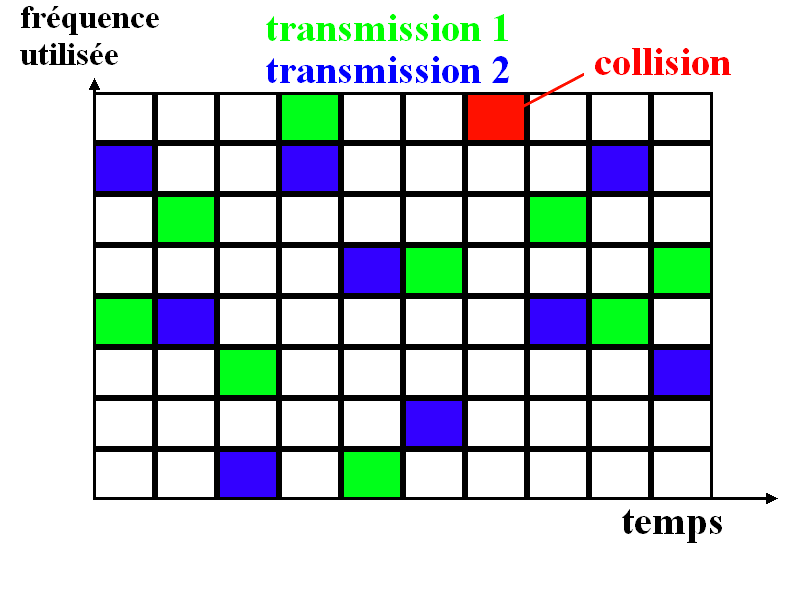 fréquence
utilisée
transmission 1
transmission 2
collision
temps